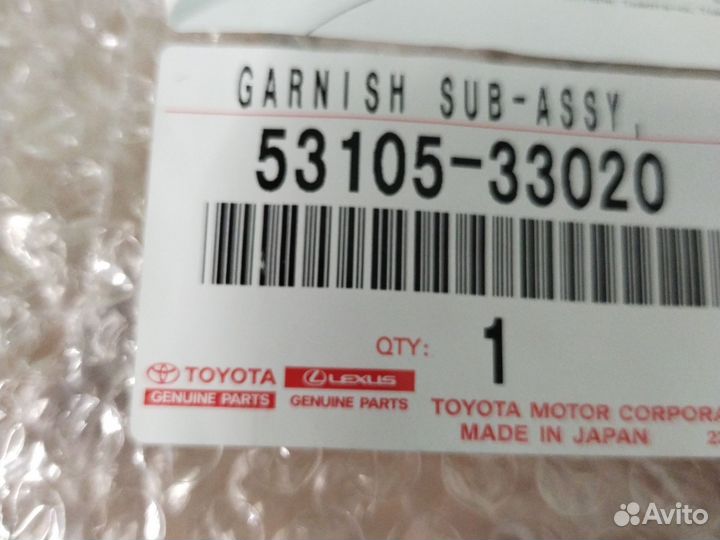 GARNISH SUB-ASSY,
53105-33020
QTY: 1
TOYOTA LEXUS
GENUINE PARTS GENUINE PARTS
TOYOTA MOTOR CORPORA
MADE IN JAPAN 23
Avito